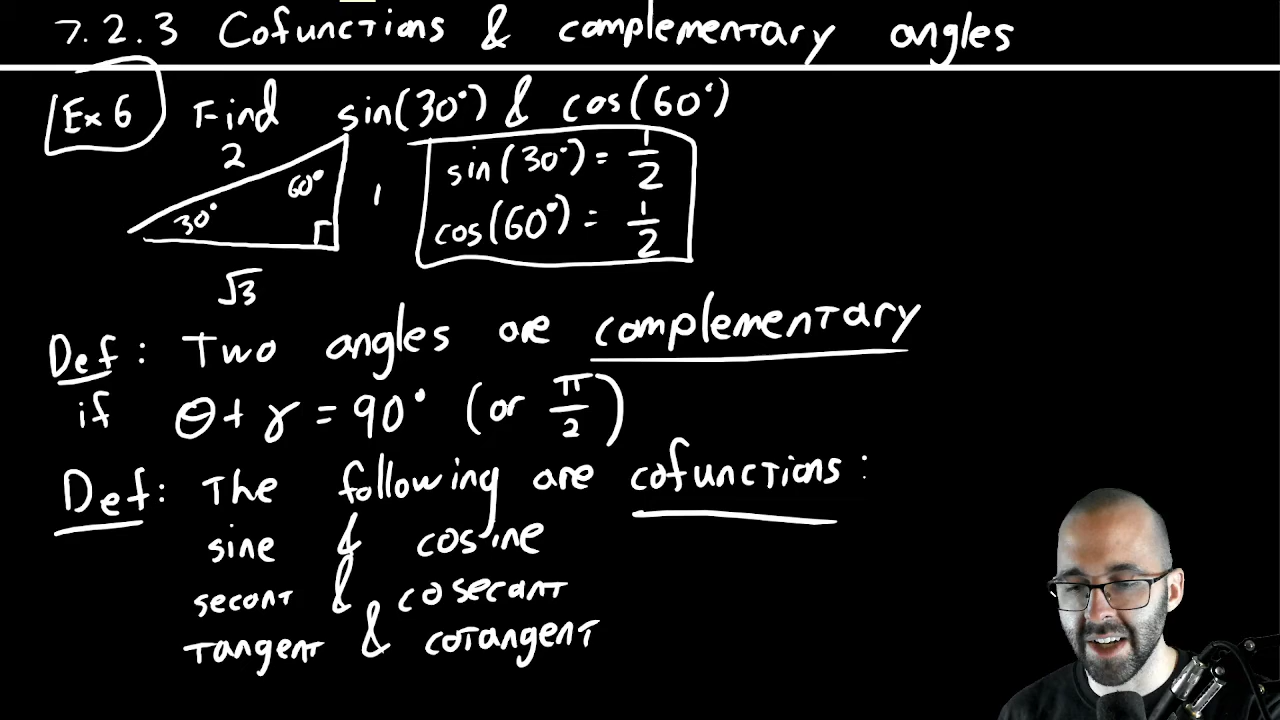 7.2.3 Cofunctions & complementary angles
Ex 6 Find sin(30°) & cos(60°)
2
60°
30°
1
√3
sin(30°) = 1/2
cos(60°) = 1/2
Def: Two angles are complementary
if θ + γ = 90° (or π/2)
Def: The following are cofunctions:
sine & cosine
secant & cosecant
tangent & cotangent